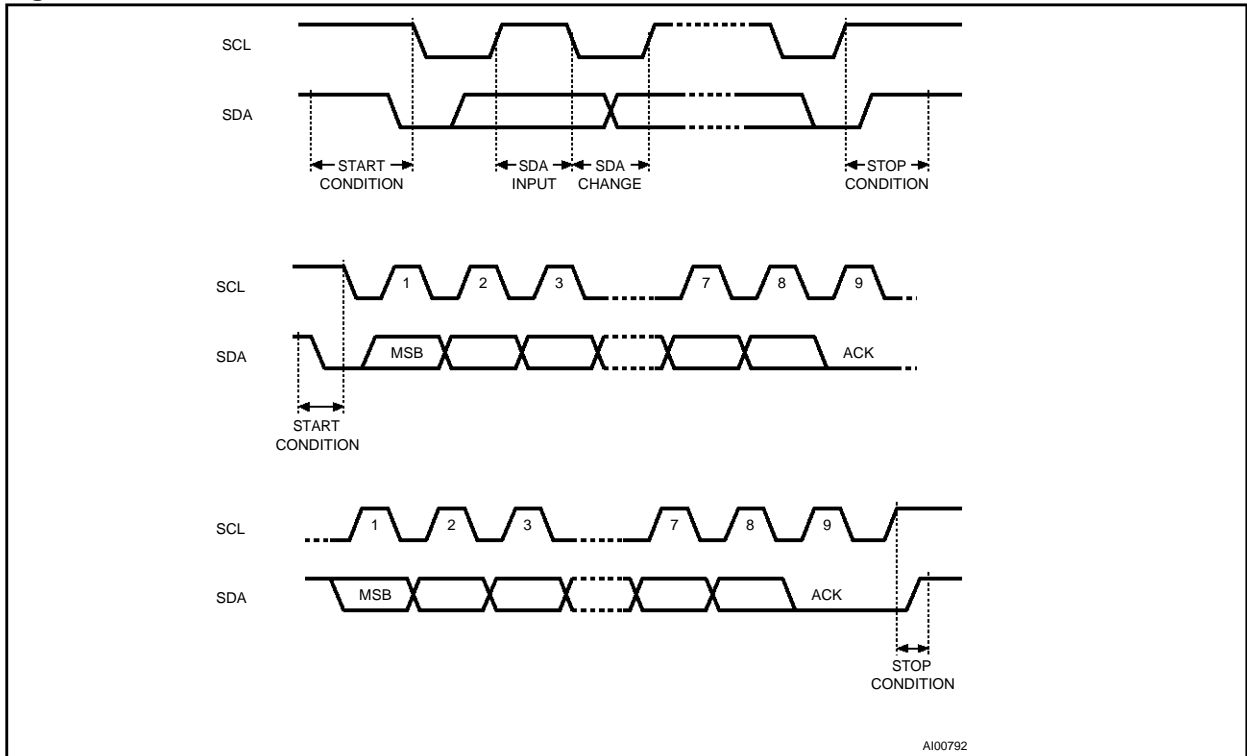 SCL
SDA
START
CONDITION
SDA
INPUT
SDA
CHANGE
STOP
CONDITION
SCL
1
2
3
7
8
9
SDA
MSB
ACK
START
CONDITION
SCL
1
2
3
7
8
9
SDA
MSB
ACK
STOP
CONDITION
AI00792